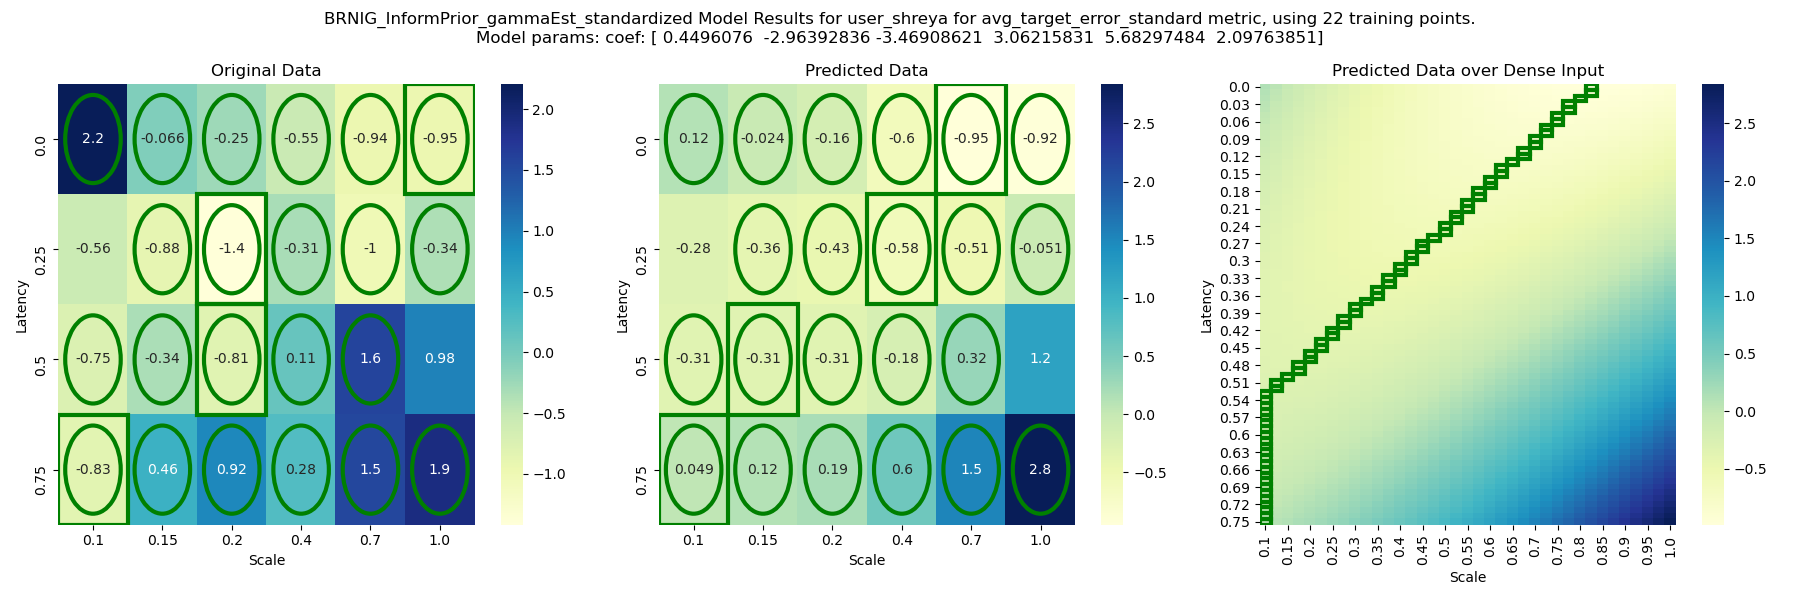 BRNIG_InformPrior_gammaEst_standardized Model Results for user_shreya for avg_target_error_standard metric, using 22 training points.
Model params: coef: [ 0.4496076  -2.96392836 -3.46908621  3.06215831  5.68297484  2.09763851]
Original Data
Latency
0.0 2.2 -0.066 -0.25 -0.55 -0.94 -0.95
0.25 -0.56 -0.88 -1.4 -0.31 -1 -0.34
0.5 -0.75 -0.34 -0.81 0.11 1.6 0.98
0.75 -0.83 0.46 0.92 0.28 1.5 1.9
0.1 0.15 0.2 0.4 0.7 1.0
Scale
2.0
1.5
1.0
0.5
0.0
−0.5
−1.0
Predicted Data
Latency
0.0 0.12 -0.024 -0.16 -0.6 -0.95 -0.92
0.25 -0.28 -0.36 -0.43 -0.58 -0.51 -0.051
0.5 -0.31 -0.31 -0.31 -0.18 0.32 1.2
0.75 0.049 0.12 0.19 0.6 1.5 2.8
0.1 0.15 0.2 0.4 0.7 1.0
Scale
2.5
2.0
1.5
1.0
0.5
0.0
−0.5
Predicted Data over Dense Input
Latency
0.0
0.03
0.06
0.09
0.12
0.15
0.18
0.21
0.24
0.27
0.3
0.33
0.36
0.39
0.42
0.45
0.48
0.51
0.54
0.57
0.6
0.63
0.66
0.69
0.72
0.75
0.1 0.15 0.2 0.25 0.3 0.35 0.4 0.45 0.5 0.55 0.6 0.65 0.7 0.75 0.8 0.85 0.9 0.95 1.0
Scale
2.5
2.0
1.5
1.0
0.5
0.0
−0.5